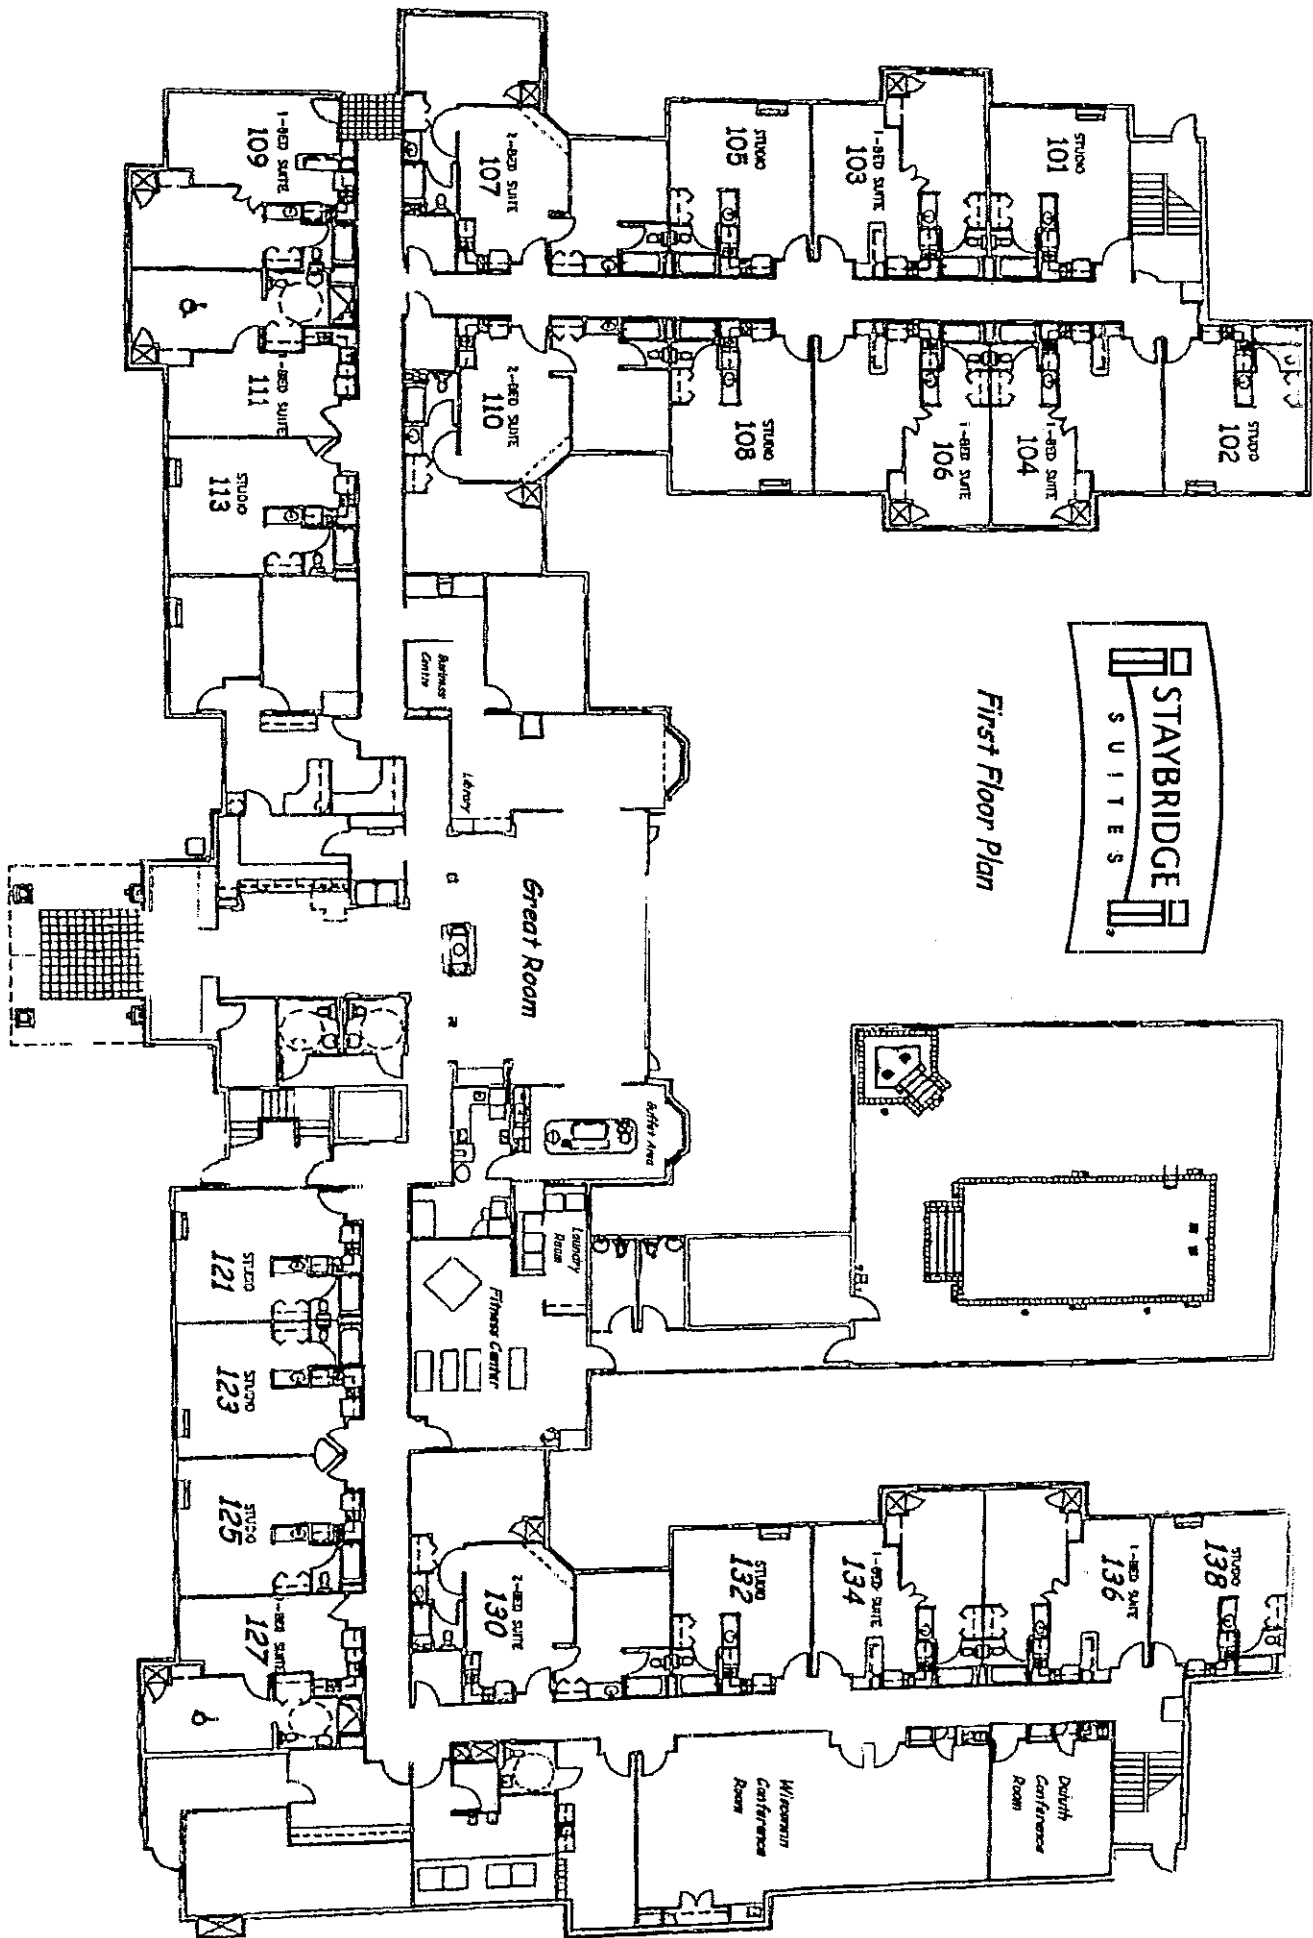 STAYBRIDGE
SUITES
First Floor Plan
STUDIO
101
STUDIO
102
1-BED SUITE
103
1-BED SUITE
104
STUDIO
105
1-BED SUITE
106
2-BED SUITE
107
STUDIO
108
1-BED SUITE
109
2-BED SUITE
110
1-BED SUITE
111
STUDIO
113
Business
Centre
Library
Great Room
Buffet Area
Laundry
Room
Fitness Center
STUDIO
121
STUDIO
123
STUDIO
125
1-BED SUITE
127
2-BED SUITE
130
STUDIO
132
1-BED SUITE
134
1-BED SUITE
136
STUDIO
138
Wisconsin
Conference
Room
Duluth
Conference
Room